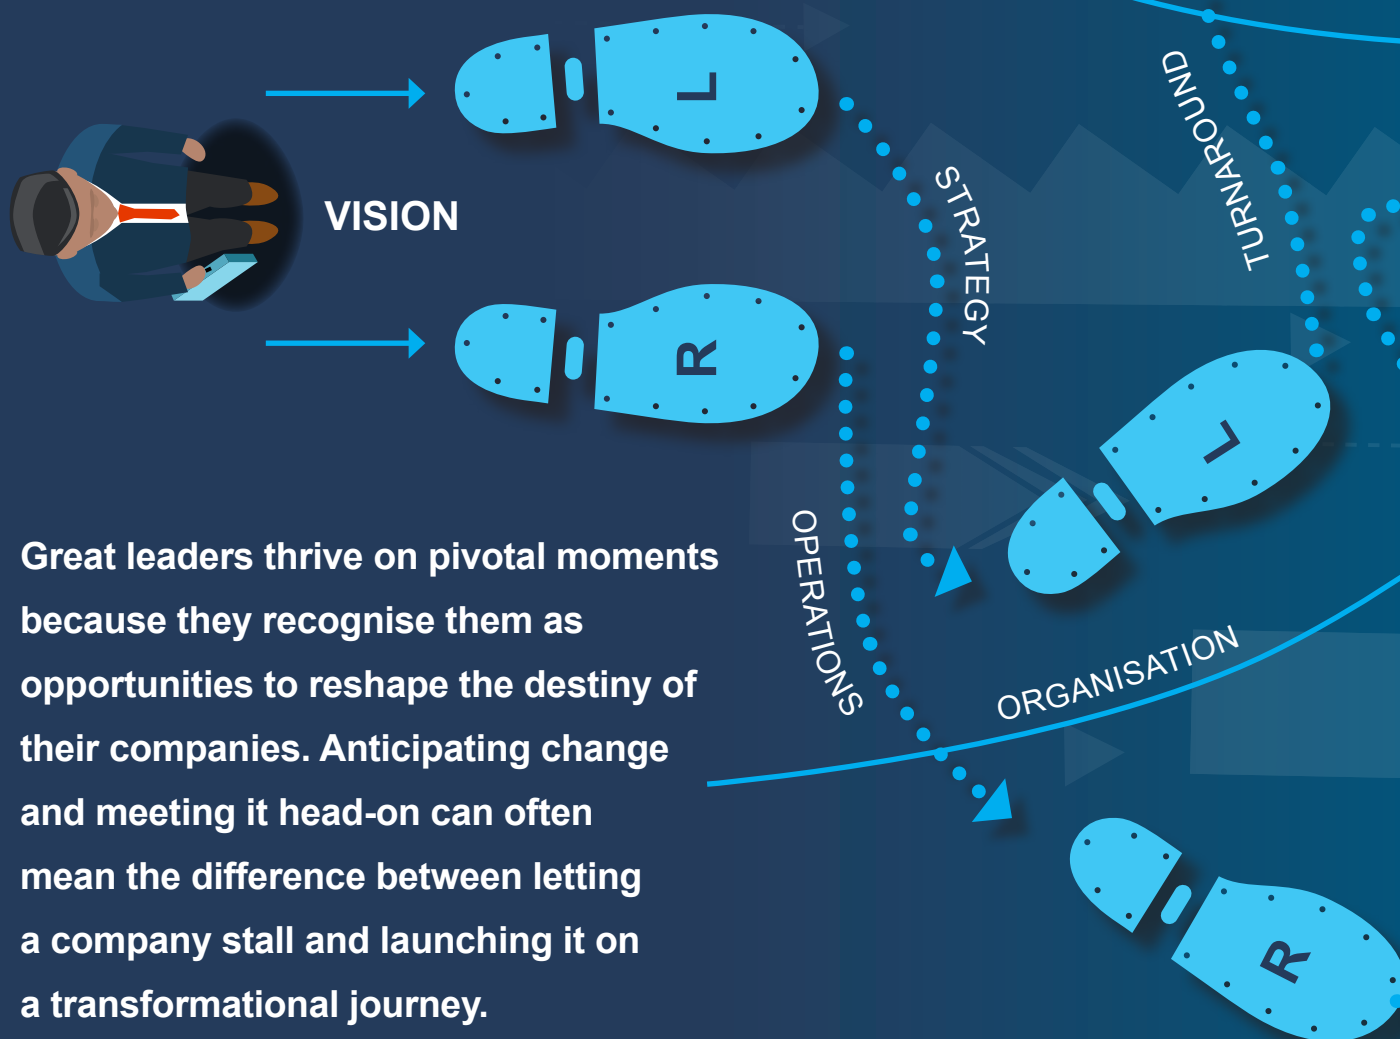 L
TURNAROUND
STRATEGY
VISION
R
L
OPERATIONS
ORGANISATION
Great leaders thrive on pivotal moments
because they recognise them as
opportunities to reshape the destiny of
their companies. Anticipating change
and meeting it head-on can often
mean the difference between letting
a company stall and launching it on
a transformational journey.
R